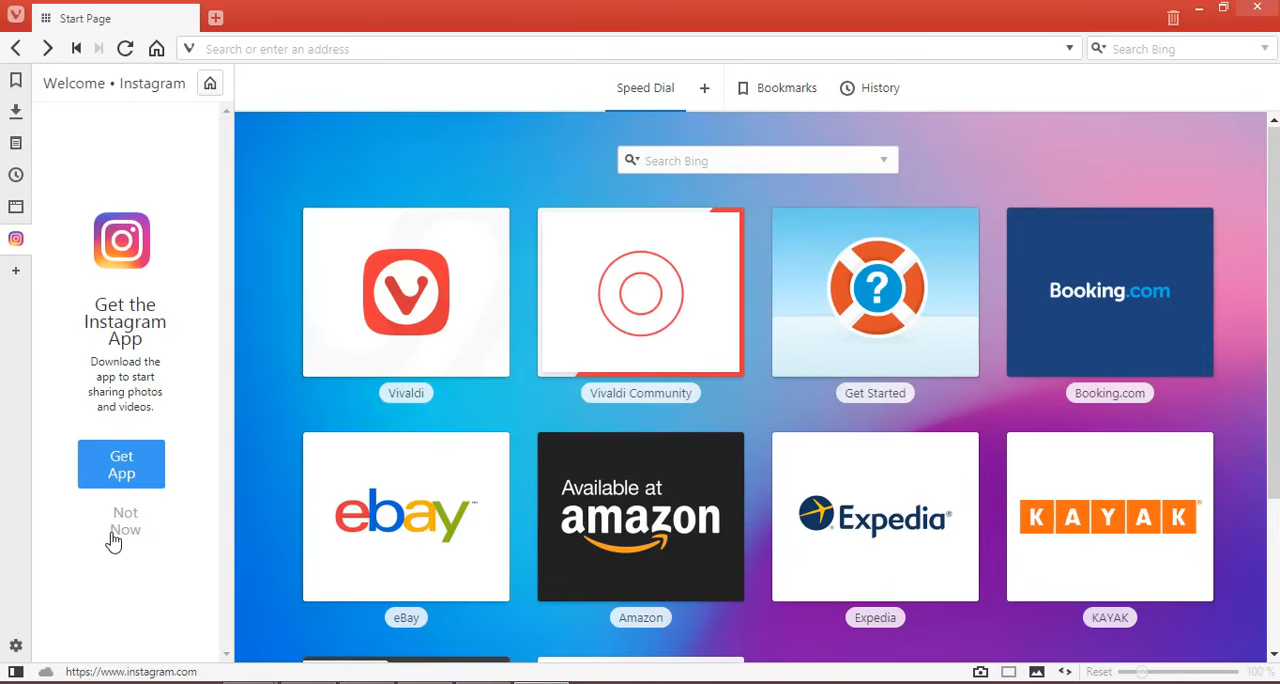 Start Page
Search or enter an address
Search Bing
Welcome • Instagram
Speed Dial
Bookmarks
History
Search Bing
Get the
Instagram
App
Download the
app to start
sharing photos
and videos.
Get
App
Not
Now
Vivaldi
Vivaldi Community
?
Get Started
Booking.com
Booking.com
ebay™
eBay
Available at
amazon
Amazon
Expedia®
Expedia
KAYAK®
KAYAK
https://www.instagram.com
Reset
100 %